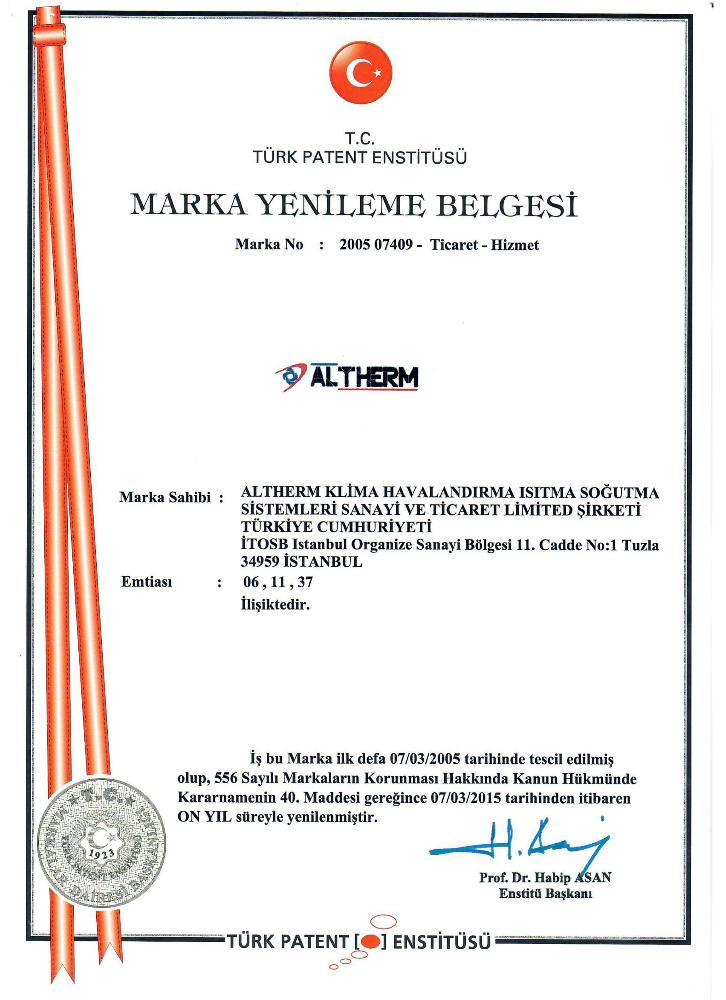 T.C.
TÜRK PATENT ENSTİTÜSÜ
MARKA YENİLEME BELGESİ
Marka No : 2005 07409 - Ticaret - Hizmet
ALTHERM
Marka Sahibi : ALTHERM KLİMA HAVALANDIRMA ISITMA SOĞUTMA
SİSTEMLERİ SANAYİ VE TİCARET LİMİTED ŞİRKETİ
TÜRKİYE CUMHURİYETİ
İTOSB Istanbul Organize Sanayi Bölgesi 11. Cadde No:1 Tuzla
34959 İSTANBUL
Emtiası : 06 , 11 , 37
İlişiktedir.
İş bu Marka ilk defa 07/03/2005 tarihinde tescil edilmiş
olup, 556 Sayılı Markaların Korunması Hakkında Kanun Hükmünde
Kararnamenin 40. Maddesi gereğince 07/03/2015 tarihinden itibaren
ON YIL süreyle yenilenmiştir.
Prof. Dr. Habip ASAN
Enstitü Başkanı
T.C.
1923
TÜRK PATENT [ ] ENSTİTÜSÜ